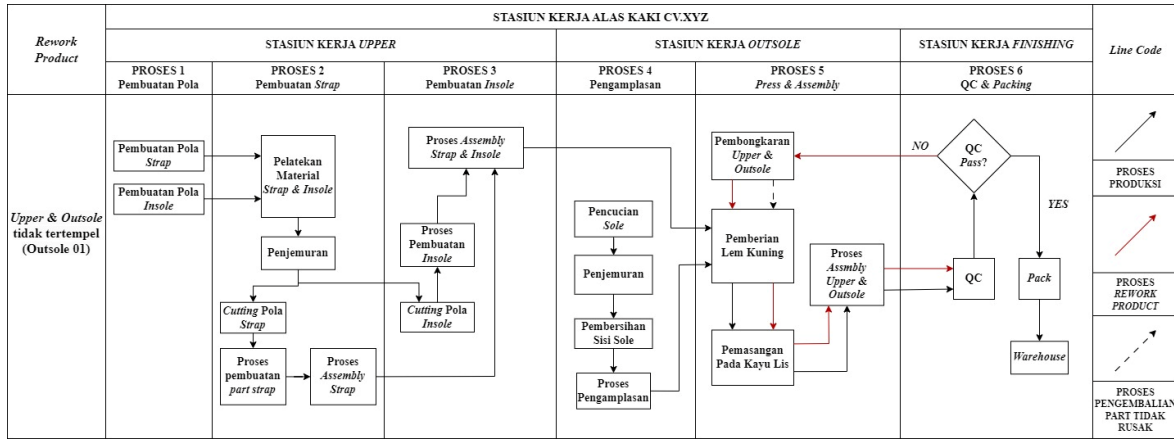 STASIUN KERJA ALAS KAKI CV.XYZ
Rework
Product
STASIUN KERJA UPPER
STASIUN KERJA OUTSOLE
STASIUN KERJA FINISHING
Line Code
PROSES 1
Pembuatan Pola
PROSES 2
Pembuatan Strap
PROSES 3
Pembuatan Insole
PROSES 4
Pengamplasan
PROSES 5
Press & Assembly
PROSES 6
QC & Packing
Upper & Outsole
tidak tertempel
(Outsole 01)
Pembuatan Pola
Strap
Pembuatan Pola
Insole
Pelatekan
Material
Strap & Insole
Penjemuran
Cutting Pola
Strap
Proses
pembuatan
part strap
Proses
Assembly
Strap
Proses Assembly
Strap & Insole
Proses
Pembuatan
Insole
Cutting Pola
Insole
Pencucian
Sole
Penjemuran
Pembersihan
Sisi Sole
Proses
Pengamplasan
Pembongkaran
Upper &
Outsole
Pemberian
Lem Kuning
Pemasangan
Pada Kayu Lis
Proses
Assmbly
Upper &
Outsole
NO
QC
Pass?
YES
QC
Pack
Warehouse
PROSES
PRODUKSI
PROSES
REWORK
PRODUCT
PROSES
PENGEMBALIAN
PART TIDAK
RUSAK